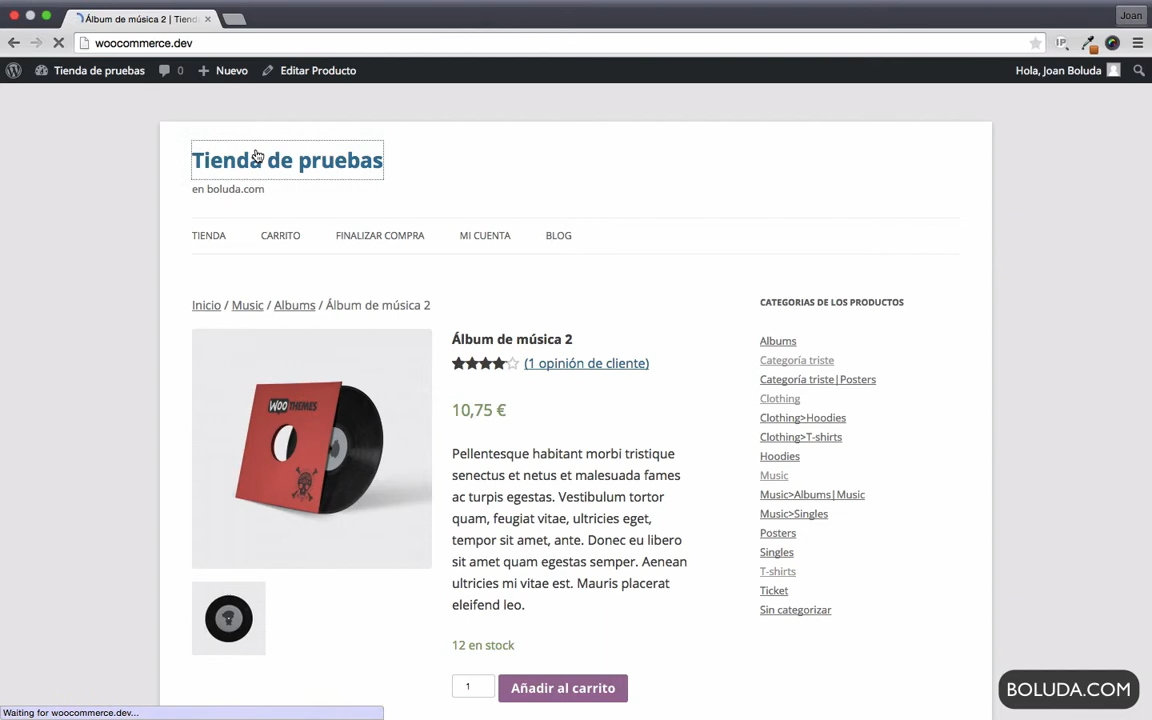 Álbum de música 2 | Tiend
Joan
woocommerce.dev
Tienda de pruebas
0
Nuevo
Editar Producto
Hola, Joan Boluda
Tienda de pruebas
en boluda.com
TIENDA
CARRITO
FINALIZAR COMPRA
MI CUENTA
BLOG
Inicio / Music / Albums / Álbum de música 2
WOOTHEMES
Álbum de música 2
(1 opinión de cliente)
10,75 €
Pellentesque habitant morbi tristique
senectus et netus et malesuada fames
ac turpis egestas. Vestibulum tortor
quam, feugiat vitae, ultricies eget,
tempor sit amet, ante. Donec eu libero
sit amet quam egestas semper. Aenean
ultricies mi vitae est. Mauris placerat
eleifend leo.
12 en stock
1
Añadir al carrito
CATEGORIAS DE LOS PRODUCTOS
Albums
Categoría triste
Categoría triste|Posters
Clothing
Clothing>Hoodies
Clothing>T-shirts
Hoodies
Music
Music>Albums|Music
Music>Singles
Posters
Singles
T-shirts
Ticket
Sin categorizar
BOLUDA.COM
Waiting for woocommerce.dev...